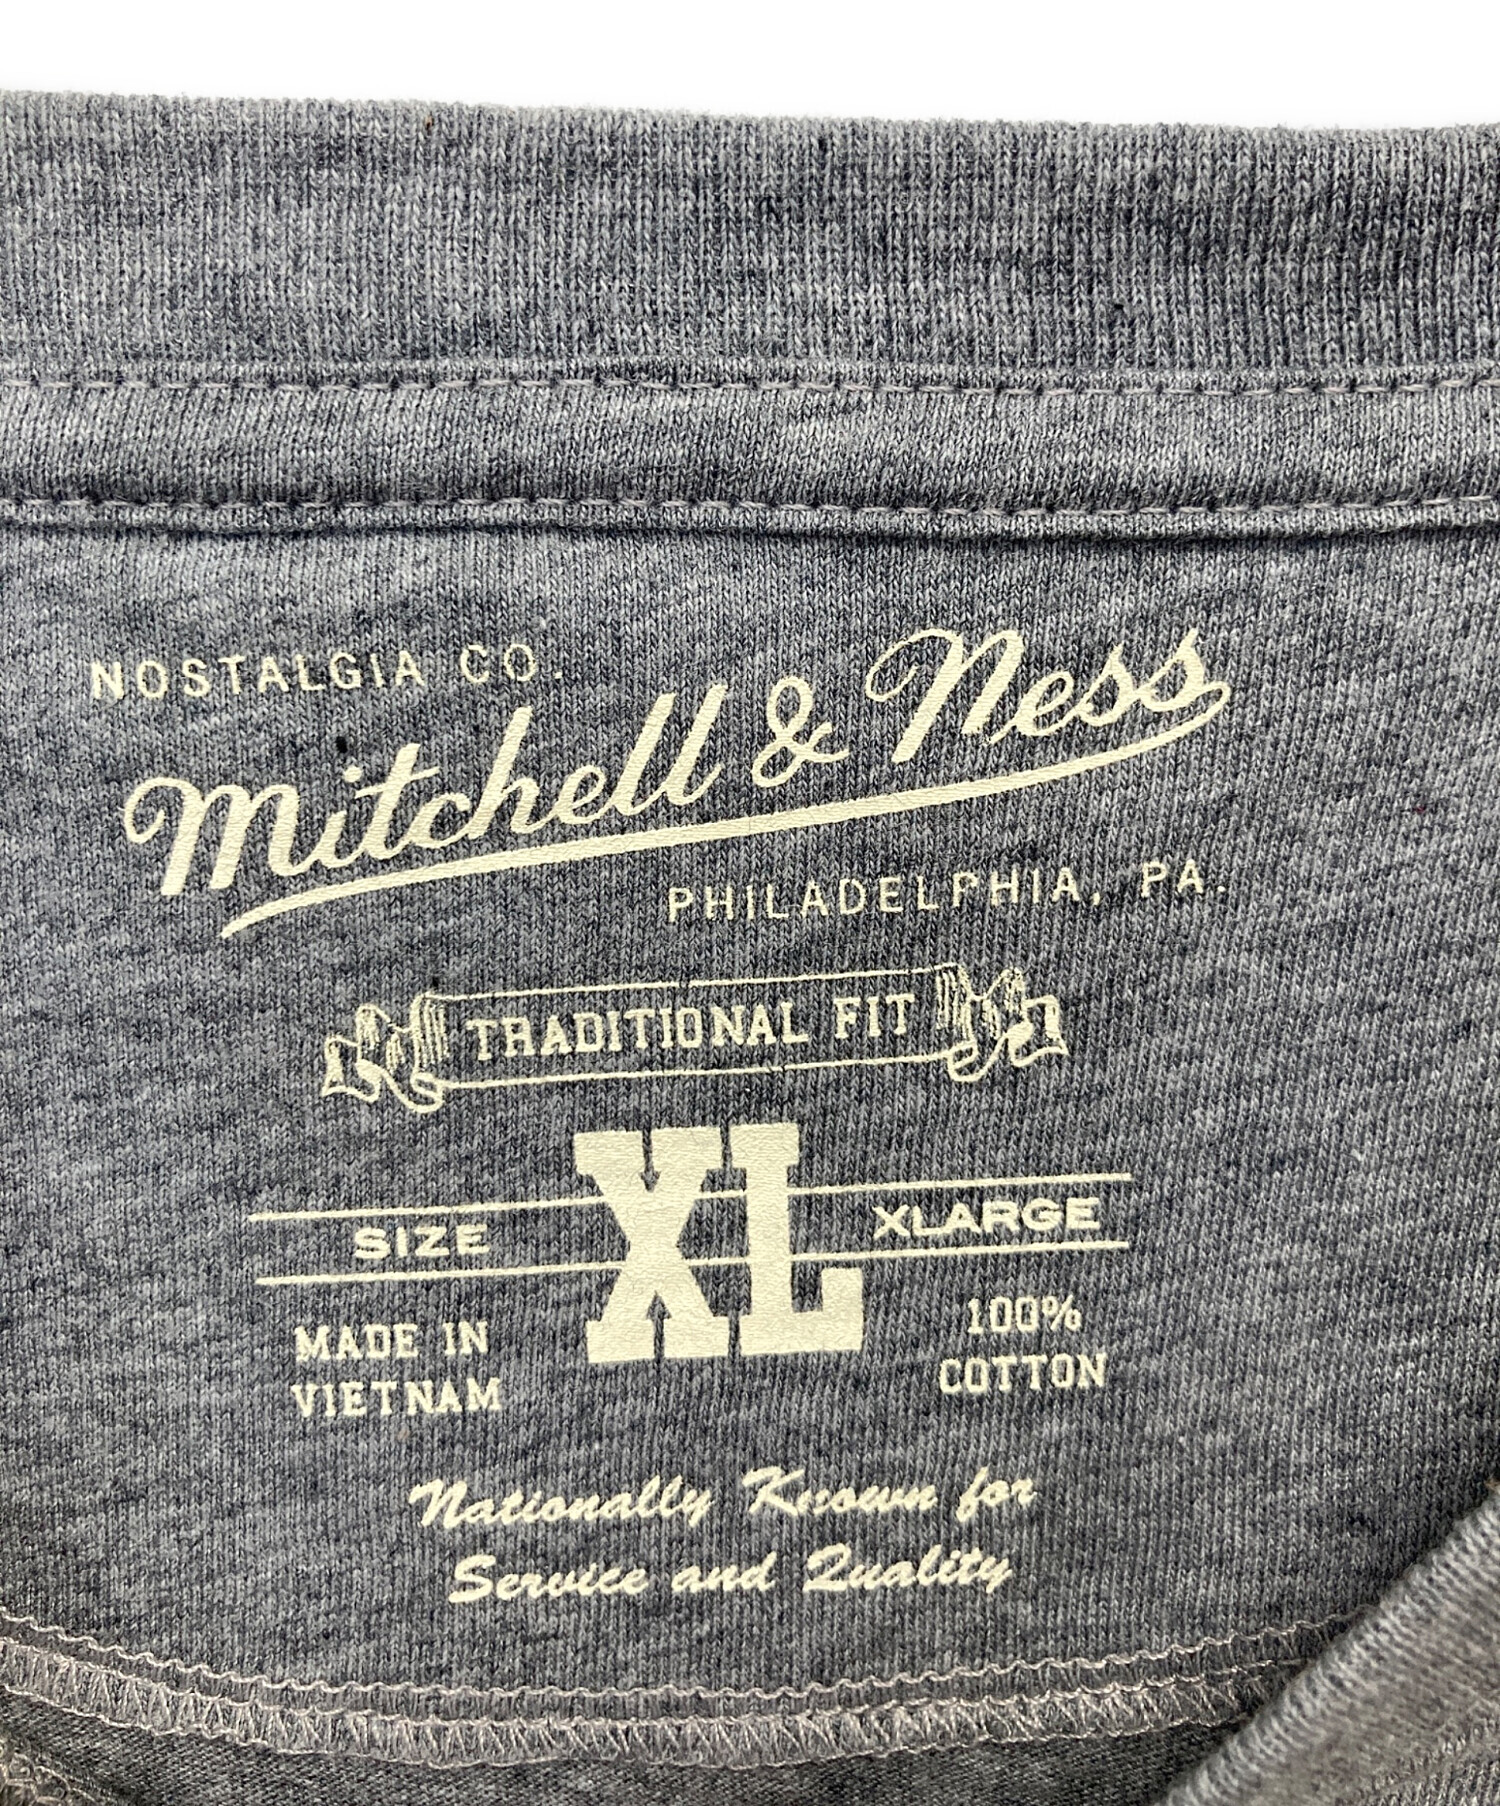 NOSTALGIA CO.
Mitchell & Ness
PHILADELPHIA, PA.
TRADITIONAL FIT
SIZE XL XLARGE
MADE IN
VIETNAM
100%
COTTON
Nationally Known for
Service and Quality